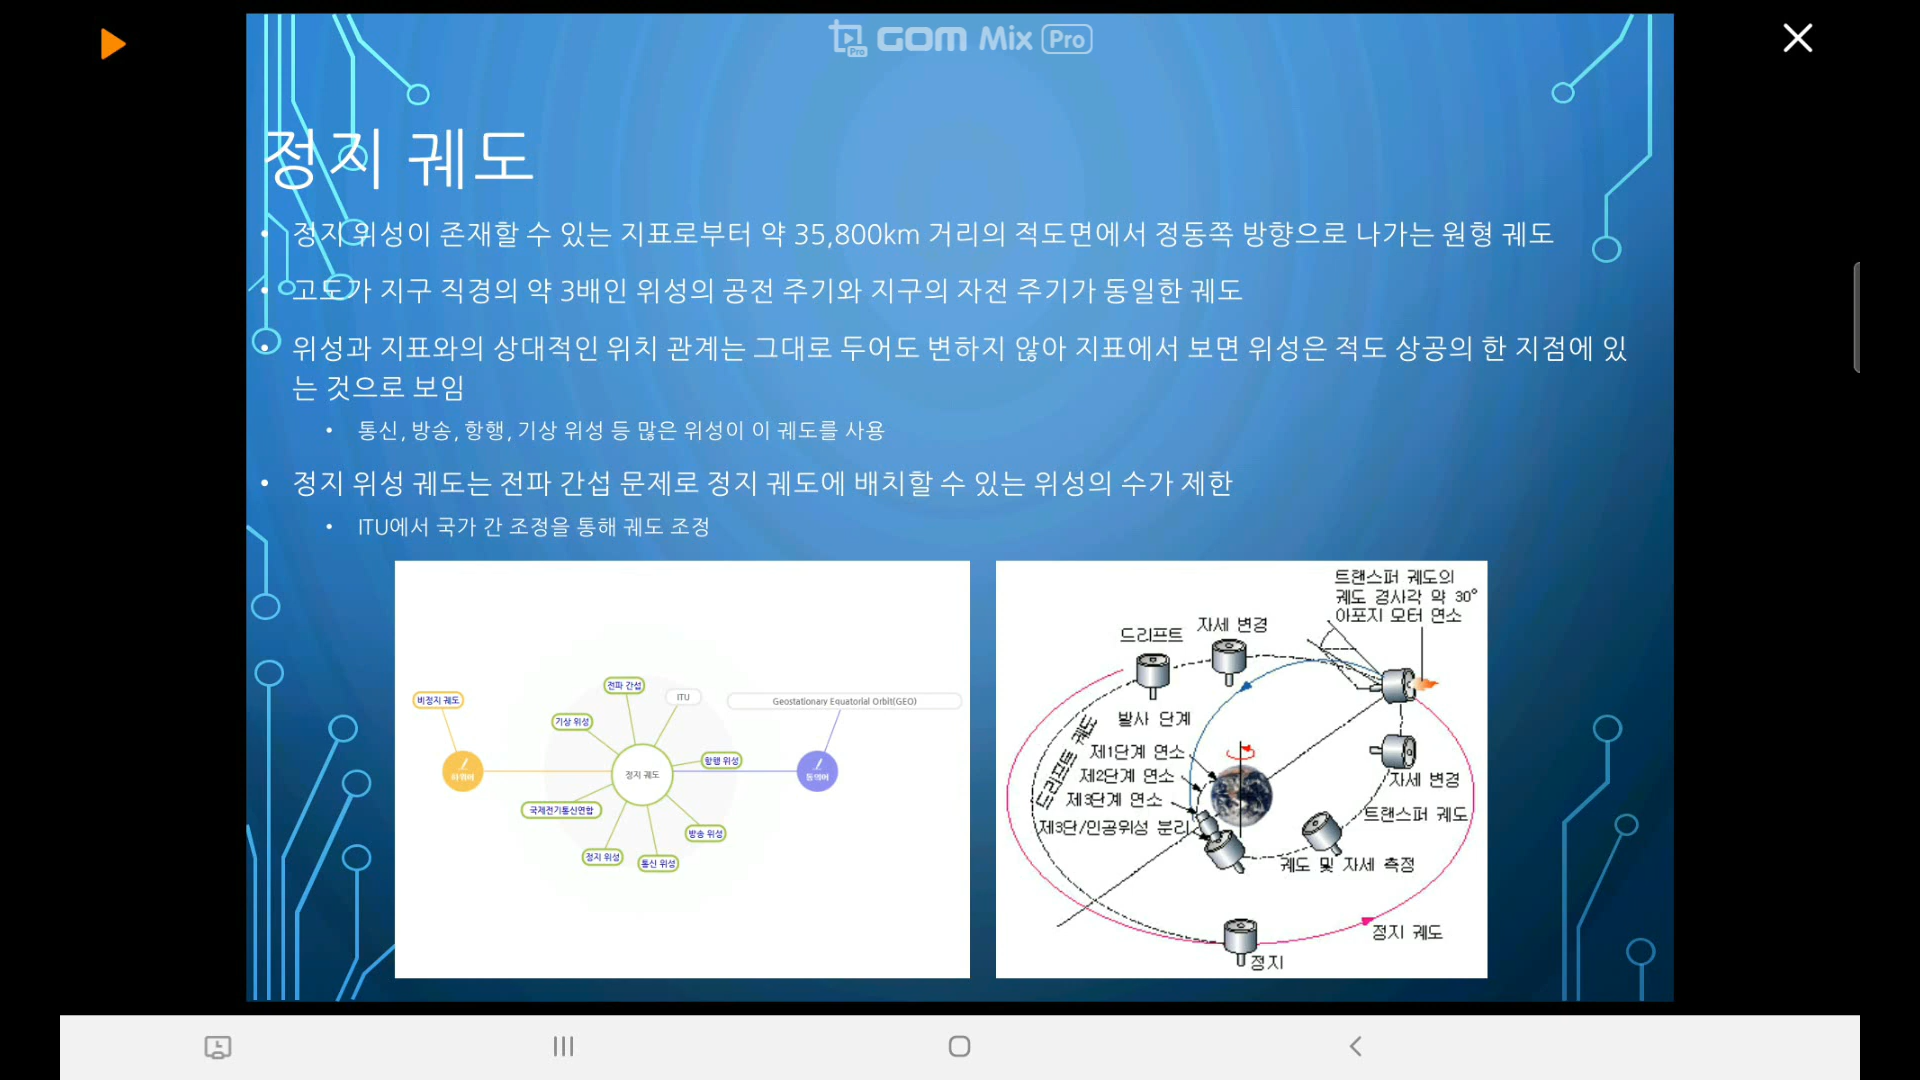 GOM Mix Pro
정지 궤도
• 정지 위성이 존재할 수 있는 지표로부터 약 35,800km 거리의 적도면에서 정동쪽 방향으로 나가는 원형 궤도
• 고도가 지구 직경의 약 3배인 위성의 공전 주기와 지구의 자전 주기가 동일한 궤도
• 위성과 지표와의 상대적인 위치 관계는 그대로 두어도 변하지 않아 지표에서 보면 위성은 적도 상공의 한 지점에 있
는 것으로 보임
• 통신, 방송, 항행, 기상 위성 등 많은 위성이 이 궤도를 사용
• 정지 위성 궤도는 전파 간섭 문제로 정지 궤도에 배치할 수 있는 위성의 수가 제한
• ITU에서 국가 간 조정을 통해 궤도 조정
비정지 궤도
전파 간섭
ITU
Geostationary Equatorial Orbit(GEO)
기상 위성
항행 위성
정지 궤도
동의어
국제전기통신연합
방송 위성
정지 위성
통신 위성
트랜스퍼 궤도의
궤도 경사각 약 30°
아포지 모터 연소
자세 변경
드리프트
발사 단계
드리프트 궤도
제1단계 연소
제2단계 연소
제3단계 연소
제3단/인공위성 분리
자세 변경
트랜스퍼 궤도
궤도 및 자세 측정
정지 궤도
정지